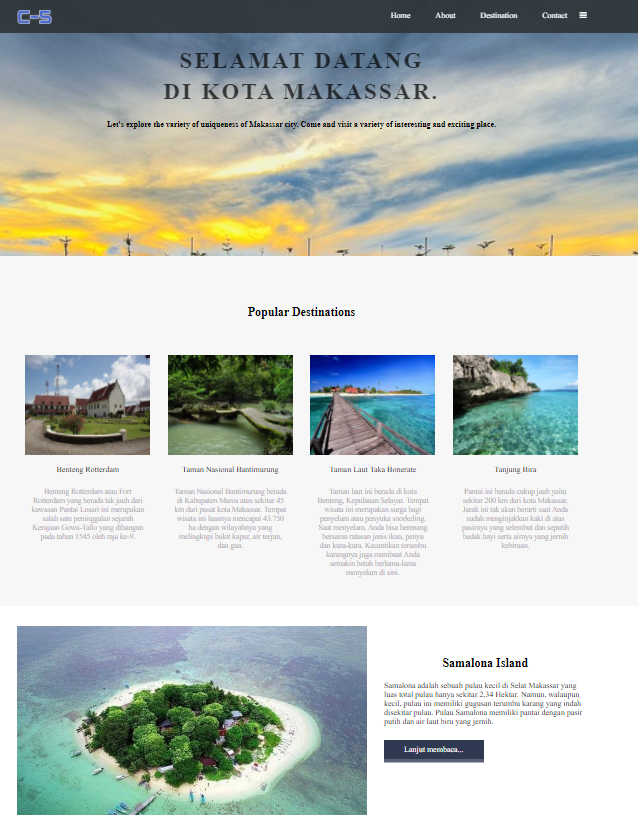 C-S
Home About Destination Contact
SELAMAT DATANG
DI KOTA MAKASSAR.
Let's explore the variety of uniqueness of Makassar city. Come and visit a variety of interesting and exciting place.
Popular Destinations
Benteng Rotterdam
Benteng Rotterdam atau Fort
Rotterdam yang berada tak jauh dari
kawasan Pantai Losari ini merupakan
salah satu peninggalan sejarah
Kerajaan Gowa-Tallo yang dibangun
pada tahun 1545 oleh raja ke-9.
Taman Nasional Bantimurung
Taman Nasional Bantimurung berada
di Kabupaten Maros atau sekitar 45
km dari pusat kota Makassar. Tempat
wisata ini luasnya mencapai 43.750
ha dengan wilayahnya yang
melingkupi bukit kapur, air terjun,
dan gua.
Taman Laut Taka Bonerate
Taman laut ini berada di kota
Benteng, Kepulauan Selayar. Tempat
wisata ini merupakan surga bagi
penyelam atau penyuka snorkeling.
Saat menyelam, Anda bisa berenang
bersama ratusan jenis ikan, penyu
dan kura-kura. Kecantikan terumbu
karangnya juga membuat Anda
semakin betah berlama-lama
menyelam di sini.
Tanjung Bira
Pantai ini berada cukup jauh yaitu
sekitar 200 km dari kota Makassar.
Jarak ini tak akan berarti saat Anda
sudah menginjakkan kaki di atas
pasirnya yang selembut dan seputih
bedak bayi serta airnya yang jernih
kebiruan.
Samalona Island
Samalona adalah sebuah pulau kecil di Selat Makassar yang
luas total pulau hanya sekitar 2,34 Hektar. Namun, walaupun
kecil, pulau ini memiliki gugusan terumbu karang yang indah
disekitar pulau. Pulau Samalona memiliki pantai dengan pasir
putih dan air laut biru yang jernih.
Lanjut membaca...